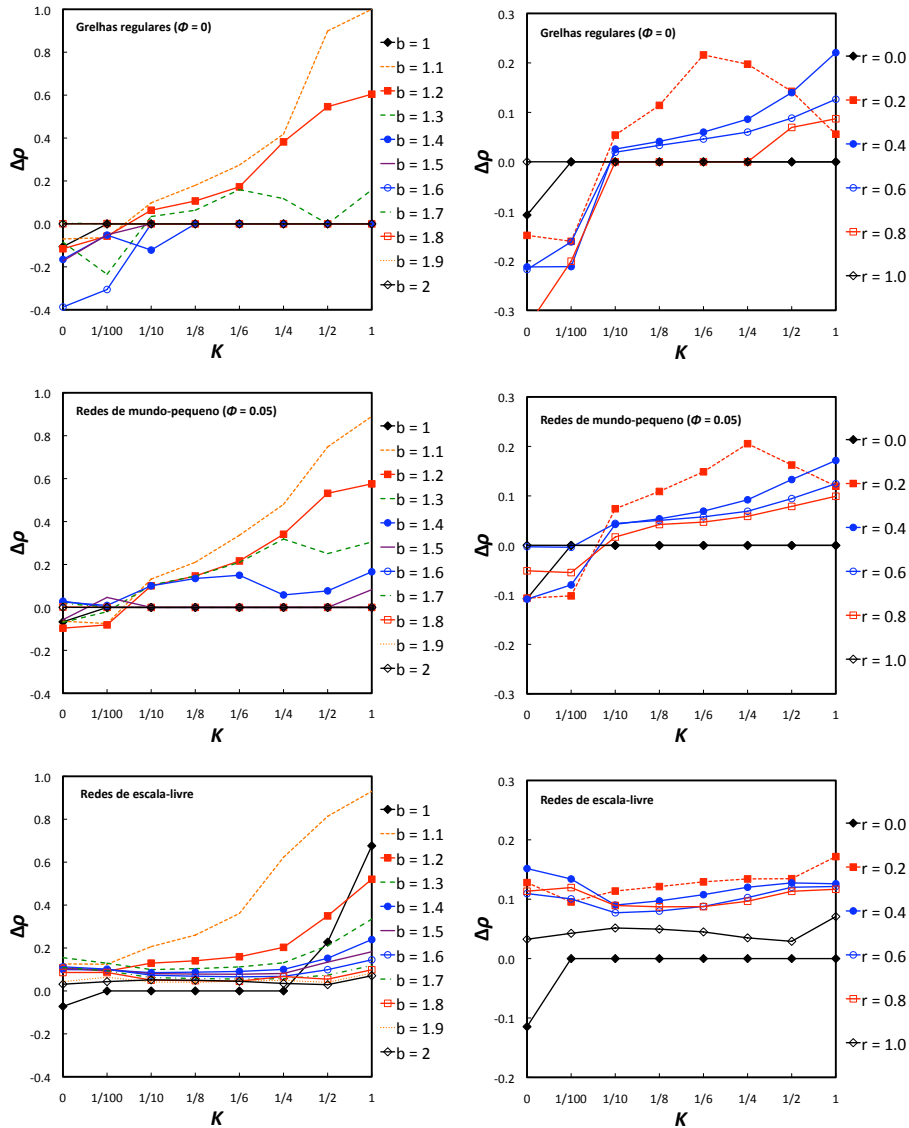 Grelhas regulares (Φ = 0)
Δρ
1.0
0.8
0.6
0.4
0.2
0.0
-0.2
-0.4
0 1/100 1/10 1/8 1/6 1/4 1/2 1
K
b = 1
b = 1.1
b = 1.2
b = 1.3
b = 1.4
b = 1.5
b = 1.6
b = 1.7
b = 1.8
b = 1.9
b = 2
Grelhas regulares (Φ = 0)
Δρ
0.3
0.2
0.1
0.0
-0.1
-0.2
-0.3
0 1/100 1/10 1/8 1/6 1/4 1/2 1
K
r = 0.0
r = 0.2
r = 0.4
r = 0.6
r = 0.8
r = 1.0
Redes de mundo-pequeno (Φ = 0.05)
Δρ
1.0
0.8
0.6
0.4
0.2
0.0
-0.2
-0.4
0 1/100 1/10 1/8 1/6 1/4 1/2 1
K
b = 1
b = 1.1
b = 1.2
b = 1.3
b = 1.4
b = 1.5
b = 1.6
b = 1.7
b = 1.8
b = 1.9
b = 2
Redes de mundo-pequeno (Φ = 0.05)
Δρ
0.3
0.2
0.1
0.0
-0.1
-0.2
-0.3
0 1/100 1/10 1/8 1/6 1/4 1/2 1
K
r = 0.0
r = 0.2
r = 0.4
r = 0.6
r = 0.8
r = 1.0
Redes de escala-livre
Δρ
1.0
0.8
0.6
0.4
0.2
0.0
-0.2
-0.4
0 1/100 1/10 1/8 1/6 1/4 1/2 1
K
b = 1
b = 1.1
b = 1.2
b = 1.3
b = 1.4
b = 1.5
b = 1.6
b = 1.7
b = 1.8
b = 1.9
b = 2
Redes de escala-livre
Δρ
0.3
0.2
0.1
0.0
-0.1
-0.2
0 1/100 1/10 1/8 1/6 1/4 1/2 1
K
r = 0.0
r = 0.2
r = 0.4
r = 0.6
r = 0.8
r = 1.0